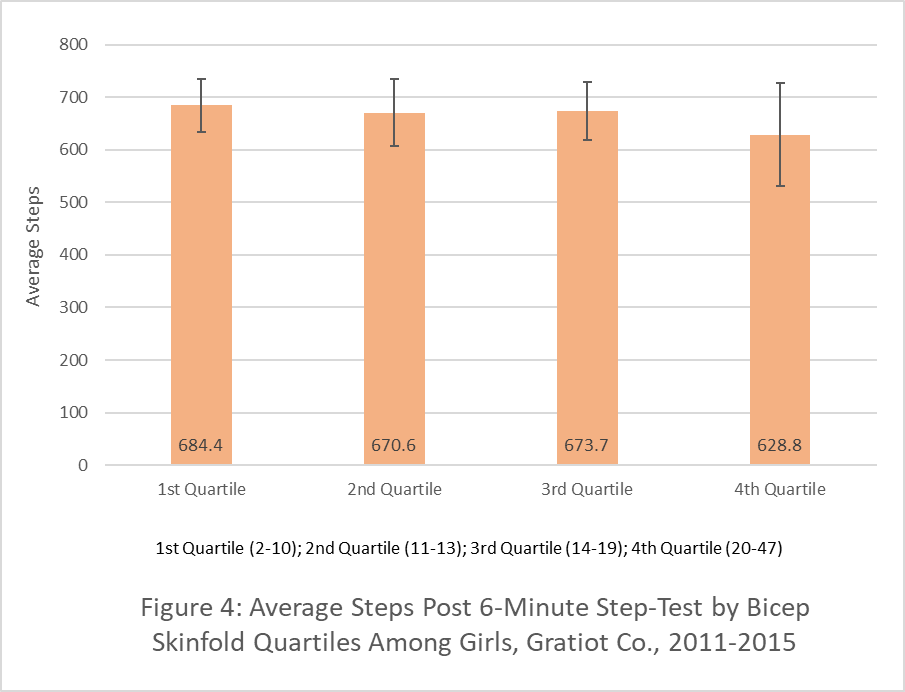 800
700
600
500
400
300
200
100
0
Average Steps
684.4
670.6
673.7
628.8
1st Quartile
2nd Quartile
3rd Quartile
4th Quartile
1st Quartile (2-10); 2nd Quartile (11-13); 3rd Quartile (14-19); 4th Quartile (20-47)
Figure 4: Average Steps Post 6-Minute Step-Test by Bicep
Skinfold Quartiles Among Girls, Gratiot Co., 2011-2015